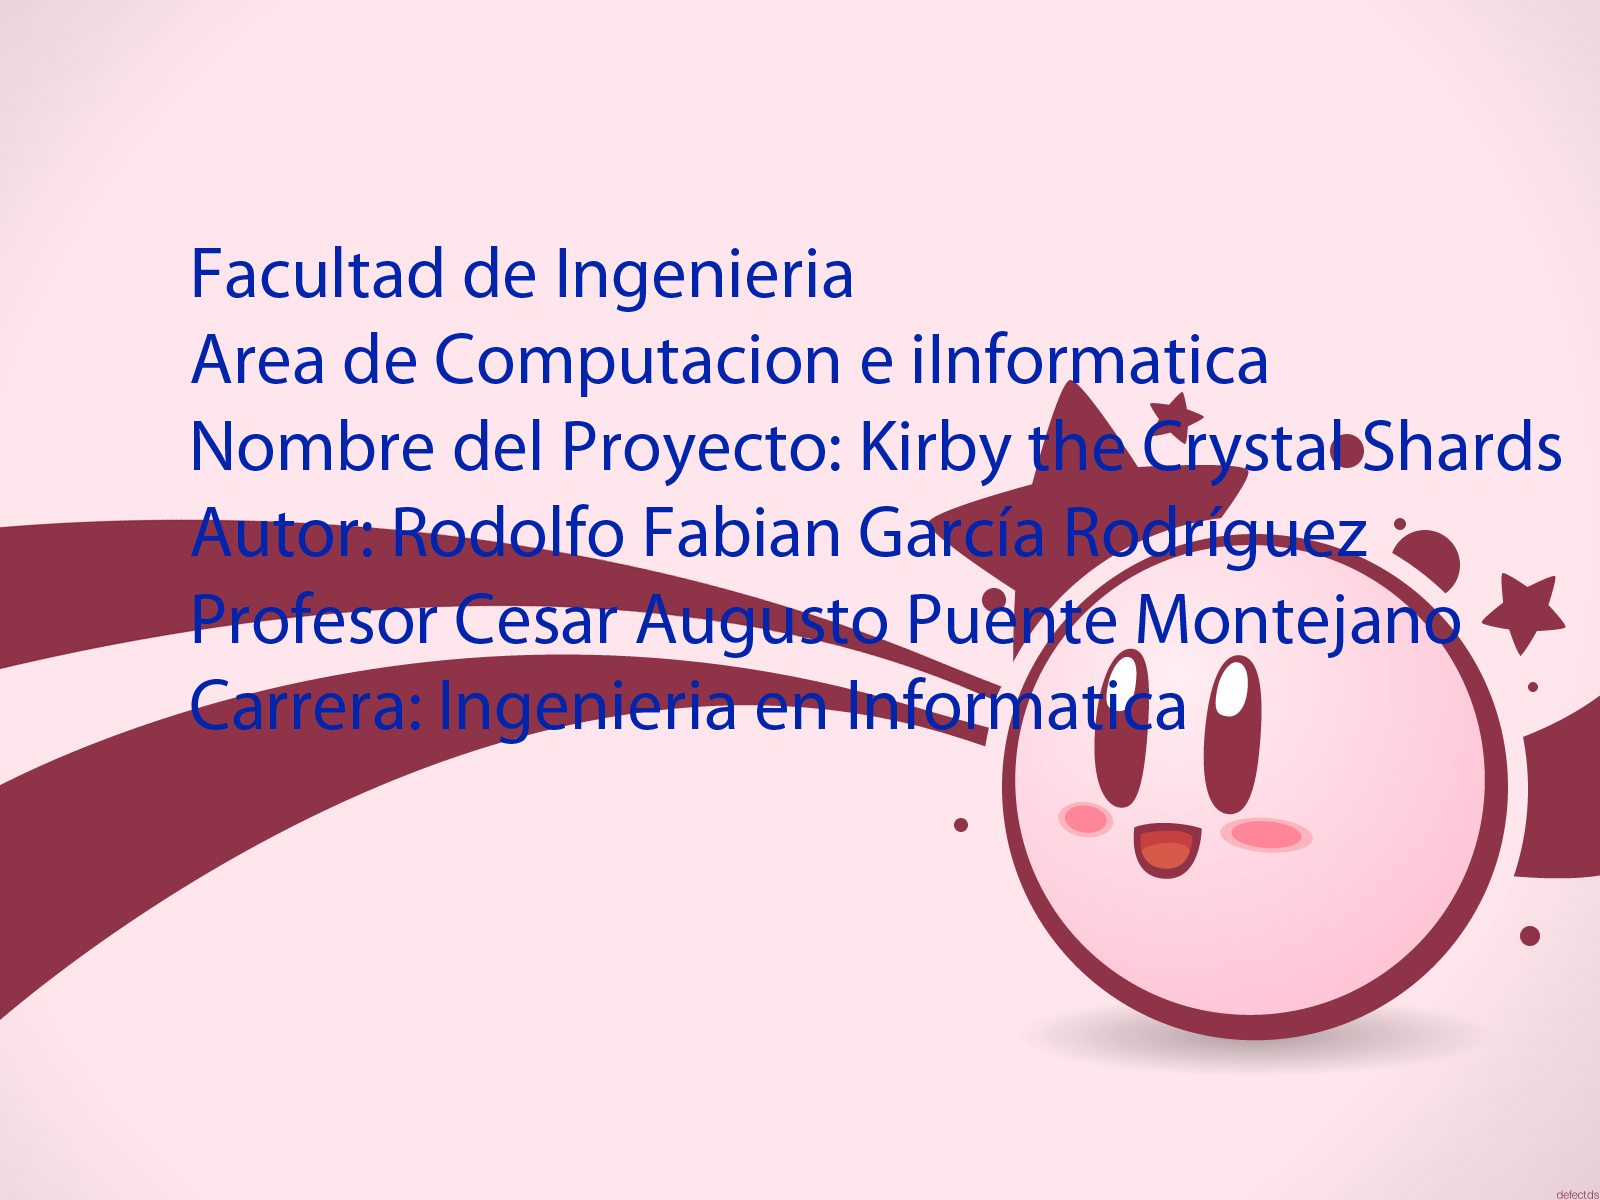 Facultad de Ingenieria
Area de Computacion e iInformatica
Nombre del Proyecto: Kirby the Crystal Shards
Autor: Rodolfo Fabian García Rodríguez
Profesor Cesar Augusto Puente Montejano
Carrera: Ingenieria en Informatica
defectds